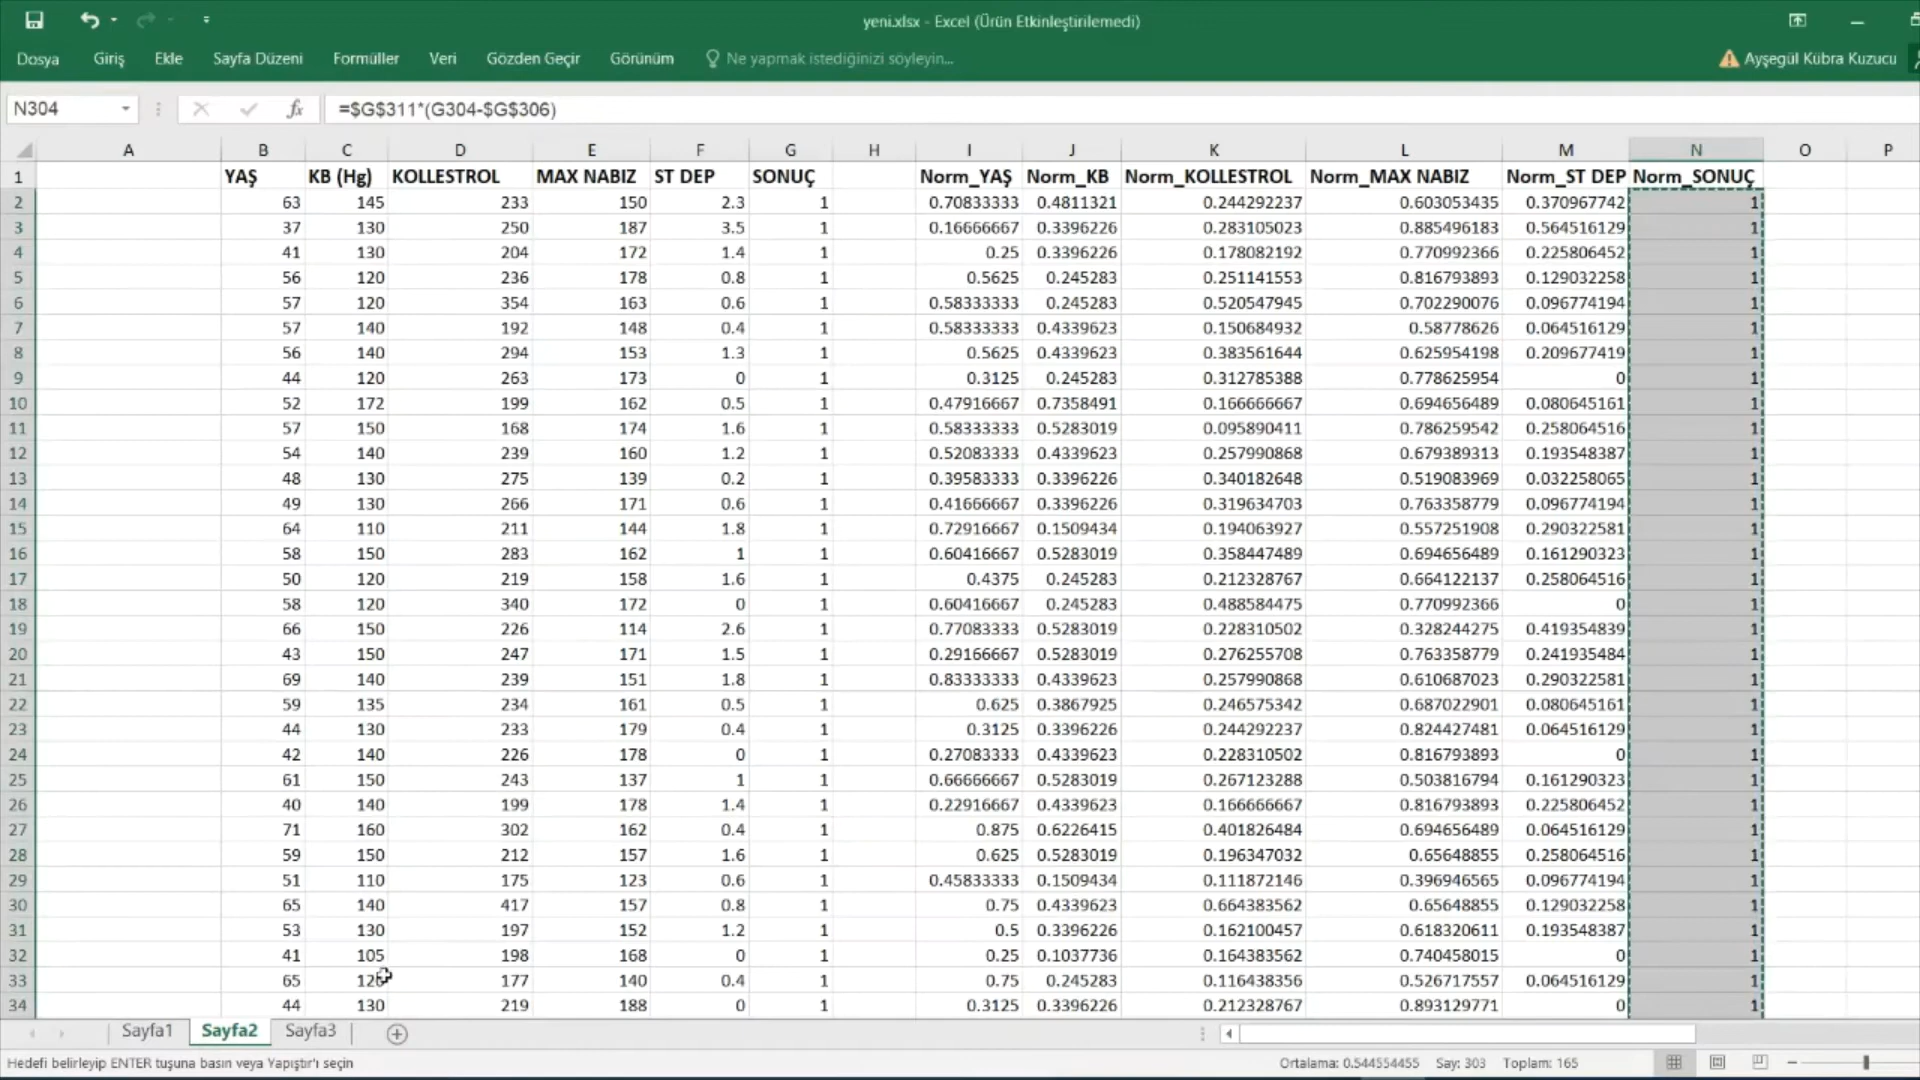 yeni.xlsx - Excel (Ürün Etkinleştirilemedi)
Dosya Giriş Ekle Sayfa Düzeni Formüller Veri Gözden Geçir Görünüm Ne yapmak istediğinizi söyleyin... Ayşegül Kübra Kuzucu
N304 fx =$G$311*(G304-$G$306)
A B C D E F G H I J K L M N O P
1 YAŞ KB (Hg) KOLLESTROL MAX NABIZ ST DEP SONUÇ Norm_YAŞ Norm_KB Norm_KOLLESTROL Norm_MAX NABIZ Norm_ST DEP Norm_SONUÇ
2 63 145 233 150 2.3 1 0.70833333 0.4811321 0.244292237 0.603053435 0.370967742 1
3 37 130 250 187 3.5 1 0.16666667 0.3396226 0.283105023 0.885496183 0.564516129 1
4 41 130 204 172 1.4 1 0.25 0.3396226 0.178082192 0.770992366 0.225806452 1
5 56 120 236 178 0.8 1 0.5625 0.245283 0.251141553 0.816793893 0.129032258 1
6 57 120 354 163 0.6 1 0.58333333 0.245283 0.520547945 0.702290076 0.096774194 1
7 57 140 192 148 0.4 1 0.58333333 0.4339623 0.150684932 0.58778626 0.064516129 1
8 56 140 294 153 1.3 1 0.5625 0.4339623 0.383561644 0.625954198 0.209677419 1
9 44 120 263 173 0 1 0.3125 0.245283 0.312785388 0.778625954 0 1
10 52 172 199 162 0.5 1 0.47916667 0.7358491 0.166666667 0.694656489 0.080645161 1
11 57 150 168 174 1.6 1 0.58333333 0.5283019 0.095890411 0.786259542 0.258064516 1
12 54 140 239 160 1.2 1 0.52083333 0.4339623 0.257990868 0.679389313 0.193548387 1
13 48 130 275 139 0.2 1 0.39583333 0.3396226 0.340182648 0.519083969 0.032258065 1
14 49 130 266 171 0.6 1 0.41666667 0.3396226 0.319634703 0.763358779 0.096774194 1
15 64 110 211 144 1.8 1 0.72916667 0.1509434 0.194063927 0.557251908 0.290322581 1
16 58 150 283 162 1 1 0.60416667 0.5283019 0.358447489 0.694656489 0.161290323 1
17 50 120 219 158 1.6 1 0.4375 0.245283 0.212328767 0.664122137 0.258064516 1
18 58 120 340 172 0 1 0.60416667 0.245283 0.488584475 0.770992366 0 1
19 66 150 226 114 2.6 1 0.77083333 0.5283019 0.228310502 0.328244275 0.419354839 1
20 43 150 247 171 1.5 1 0.29166667 0.5283019 0.276255708 0.763358779 0.241935484 1
21 69 140 239 151 1.8 1 0.83333333 0.4339623 0.257990868 0.610687023 0.290322581 1
22 59 135 234 161 0.5 1 0.625 0.3867925 0.246575342 0.687022901 0.080645161 1
23 44 130 233 179 0.4 1 0.3125 0.3396226 0.244292237 0.824427481 0.064516129 1
24 42 140 226 178 0 1 0.27083333 0.4339623 0.228310502 0.816793893 0 1
25 61 150 243 137 1 1 0.66666667 0.5283019 0.267123288 0.503816794 0.161290323 1
26 40 140 199 178 1.4 1 0.22916667 0.4339623 0.166666667 0.816793893 0.225806452 1
27 71 160 302 162 0.4 1 0.875 0.6226415 0.401826484 0.694656489 0.064516129 1
28 59 150 212 157 1.6 1 0.625 0.5283019 0.196347032 0.65648855 0.258064516 1
29 51 110 175 123 0.6 1 0.45833333 0.1509434 0.111872146 0.396946565 0.096774194 1
30 65 140 417 157 0.8 1 0.75 0.4339623 0.664383562 0.65648855 0.129032258 1
31 53 130 197 152 1.2 1 0.5 0.3396226 0.162100457 0.618320611 0.193548387 1
32 41 105 198 168 0 1 0.25 0.1037736 0.164383562 0.740458015 0 1
33 65 120 177 140 0.4 1 0.75 0.245283 0.116438356 0.526717557 0.064516129 1
34 44 130 219 188 0 1 0.3125 0.3396226 0.212328767 0.893129771 0 1
Sayfa1 Sayfa2 Sayfa3
Hedefi belirleyip ENTER tuşuna basın veya Yapıştır'ı seçin Ortalama: 0.544554455 Say: 303 Toplam: 165